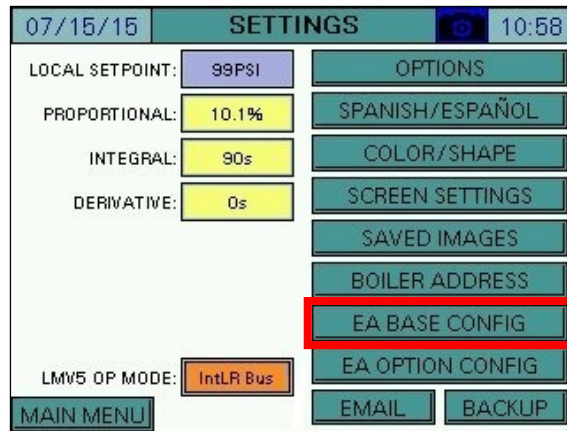 07/15/15 SETTINGS 10:58
LOCAL SETPOINT: 99PSI OPTIONS
PROPORTIONAL: 10.1% SPANISH/ESPAÑOL
INTEGRAL: 90s COLOR/SHAPE
DERIVATIVE: 0s SCREEN SETTINGS
SAVED IMAGES
BOILER ADDRESS
EA BASE CONFIG
LMV5 OP MODE: IntLR Bus EA OPTION CONFIG
MAIN MENU EMAIL BACKUP